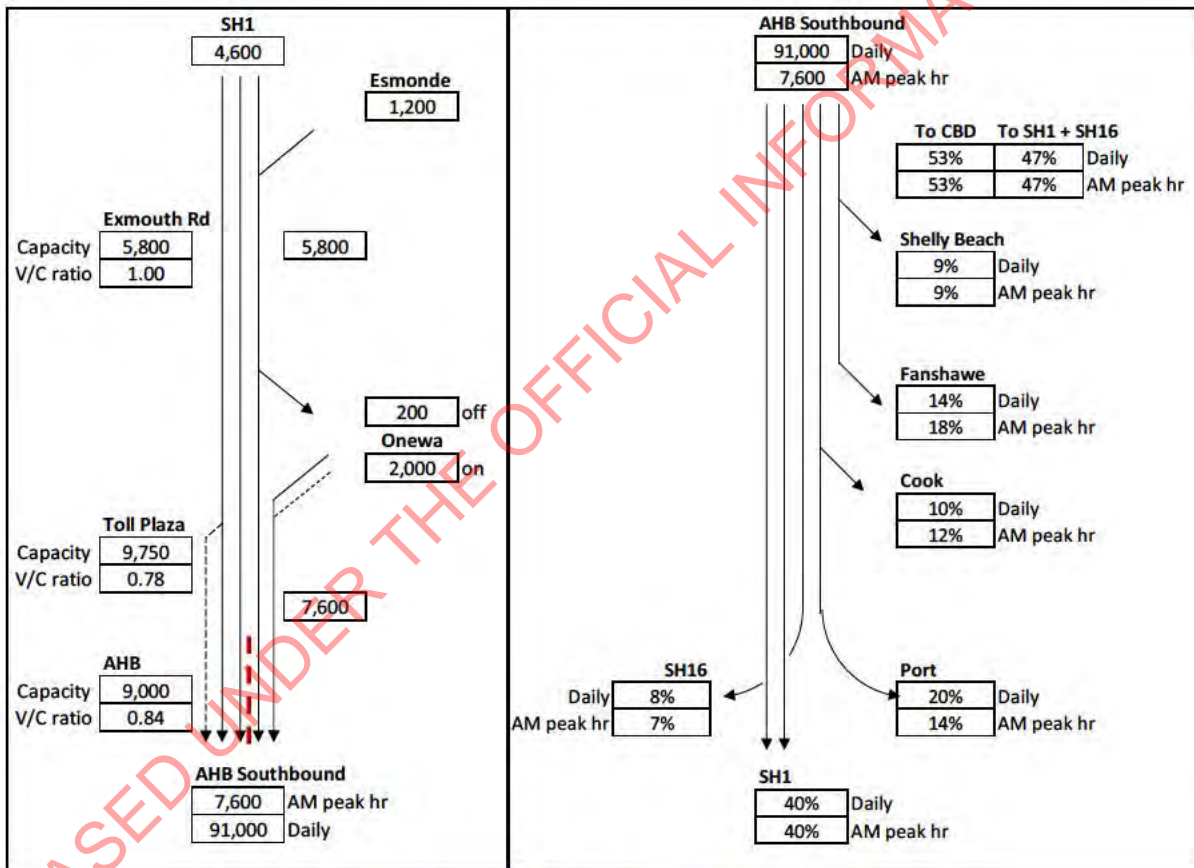 SH1
4,600
Esmonde
1,200
Exmouth Rd
Capacity 5,800
V/C ratio 1.00
5,800
200 off
Onewa
2,000 on
Toll Plaza
Capacity 9,750
V/C ratio 0.78
7,600
AHB
Capacity 9,000
V/C ratio 0.84
AHB Southbound
7,600 AM peak hr
91,000 Daily
AHB Southbound
91,000 Daily
7,600 AM peak hr
To CBD To SH1 + SH16
53% 47% Daily
53% 47% AM peak hr
Shelly Beach
9% Daily
9% AM peak hr
Fanshawe
14% Daily
18% AM peak hr
Cook
10% Daily
12% AM peak hr
SH16
Daily 8%
AM peak hr 7%
Port
20% Daily
14% AM peak hr
SH1
40% Daily
40% AM peak hr
ASED UNDER THE OFFICIAL INFORMA